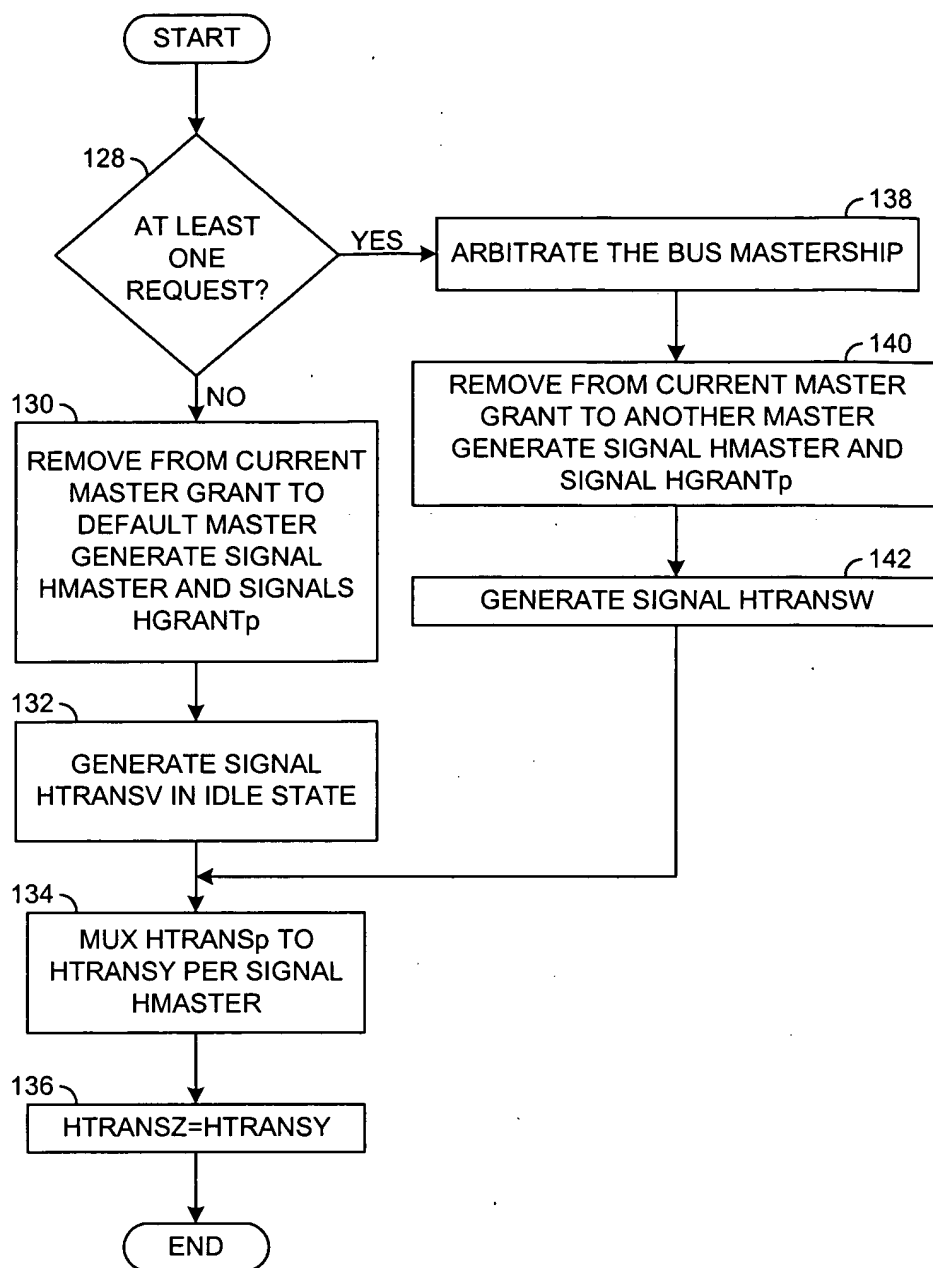 START
128
AT LEAST
ONE
REQUEST?
YES
NO
138
ARBITRATE THE BUS MASTERSHIP
140
REMOVE FROM CURRENT MASTER
GRANT TO ANOTHER MASTER
GENERATE SIGNAL HMASTER AND
SIGNAL HGRANTp
142
GENERATE SIGNAL HTRANSW
130
REMOVE FROM CURRENT
MASTER GRANT TO
DEFAULT MASTER
GENERATE SIGNAL
HMASTER AND SIGNALS
HGRANTp
132
GENERATE SIGNAL
HTRANSV IN IDLE STATE
134
MUX HTRANSp TO
HTRANSY PER SIGNAL
HMASTER
136
HTRANSZ=HTRANSY
END